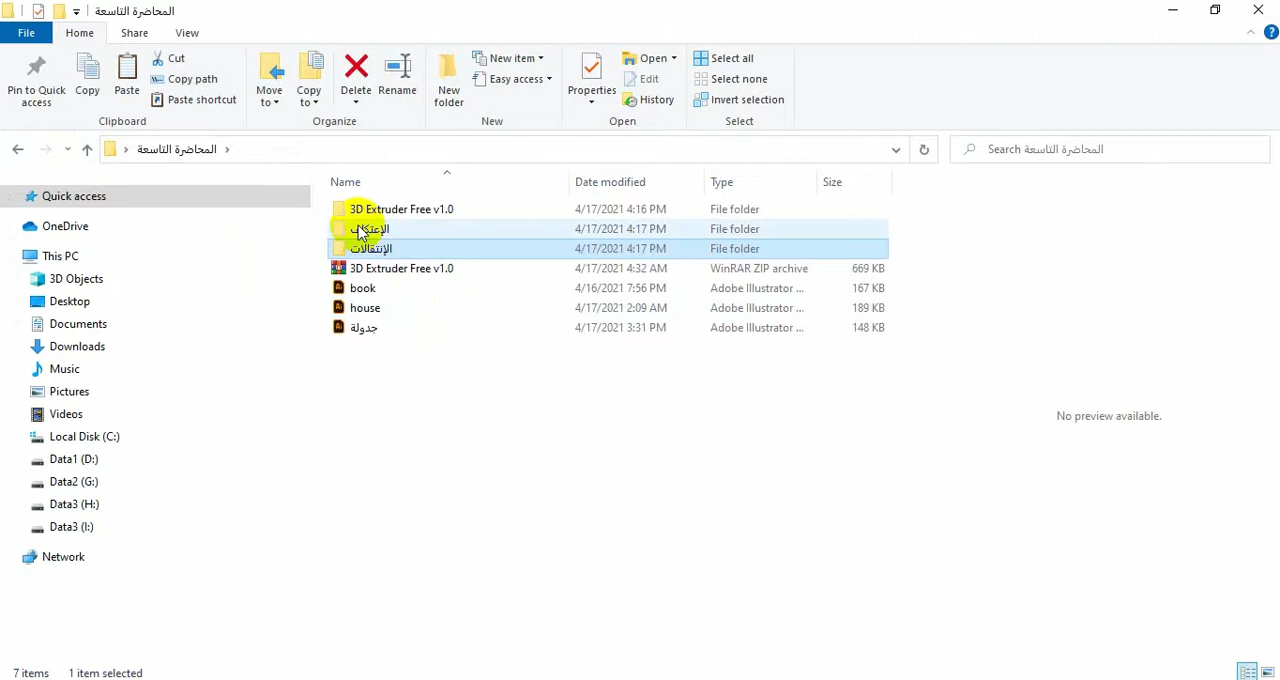 المحاضرة التاسعة
File Home Share View
Pin to Quick access
Copy
Paste
Cut
Copy path
Paste shortcut
Clipboard
Move to
Copy to
Delete
Rename
Organize
New folder
New item
Easy access
New
Properties
Open
Edit
History
Open
Select all
Select none
Invert selection
Select
المحاضرة التاسعة
Search المحاضرة التاسعة
Name Date modified Type Size
3D Extruder Free v1.0 4/17/2021 4:16 PM File folder
4/17/2021 4:17 PM File folder
الإنتقالات 4/17/2021 4:17 PM File folder
3D Extruder Free v1.0 4/17/2021 4:32 AM WinRAR ZIP archive 669 KB
book 4/16/2021 7:56 PM Adobe Illustrator ... 167 KB
house 4/17/2021 2:09 AM Adobe Illustrator ... 189 KB
جدولة 4/17/2021 3:31 PM Adobe Illustrator ... 148 KB
Quick access
OneDrive
This PC
3D Objects
Desktop
Documents
Downloads
Music
Pictures
Videos
Local Disk (C:)
Data1 (D:)
Data2 (G:)
Data3 (H:)
Data3 (I:)
Network
No preview available.
7 items 1 item selected